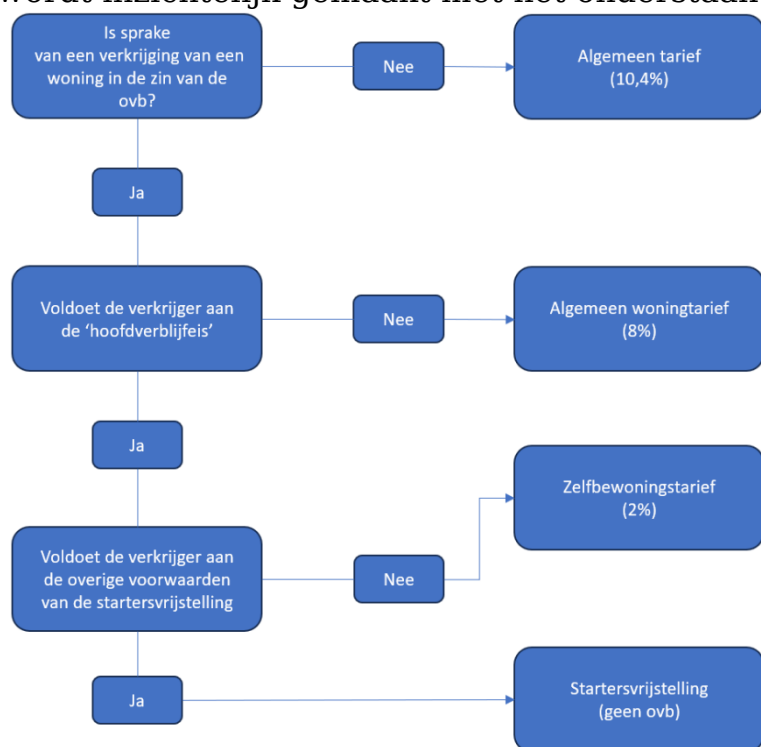 Is sprake
van een verkrijging van een
woning in de zin van de
ovb?
Nee
Algemeen tarief
(10,4%)
Ja
Voldoet de verkrijger aan
de ‘hoofdverblijfeis’
Nee
Algemeen woningtarief
(8%)
Ja
Zelfbewoningstarief
(2%)
Voldoet de verkrijger aan
de overige voorwaarden
van de startersvrijstelling
Nee
Ja
Startersvrijstelling
(geen ovb)